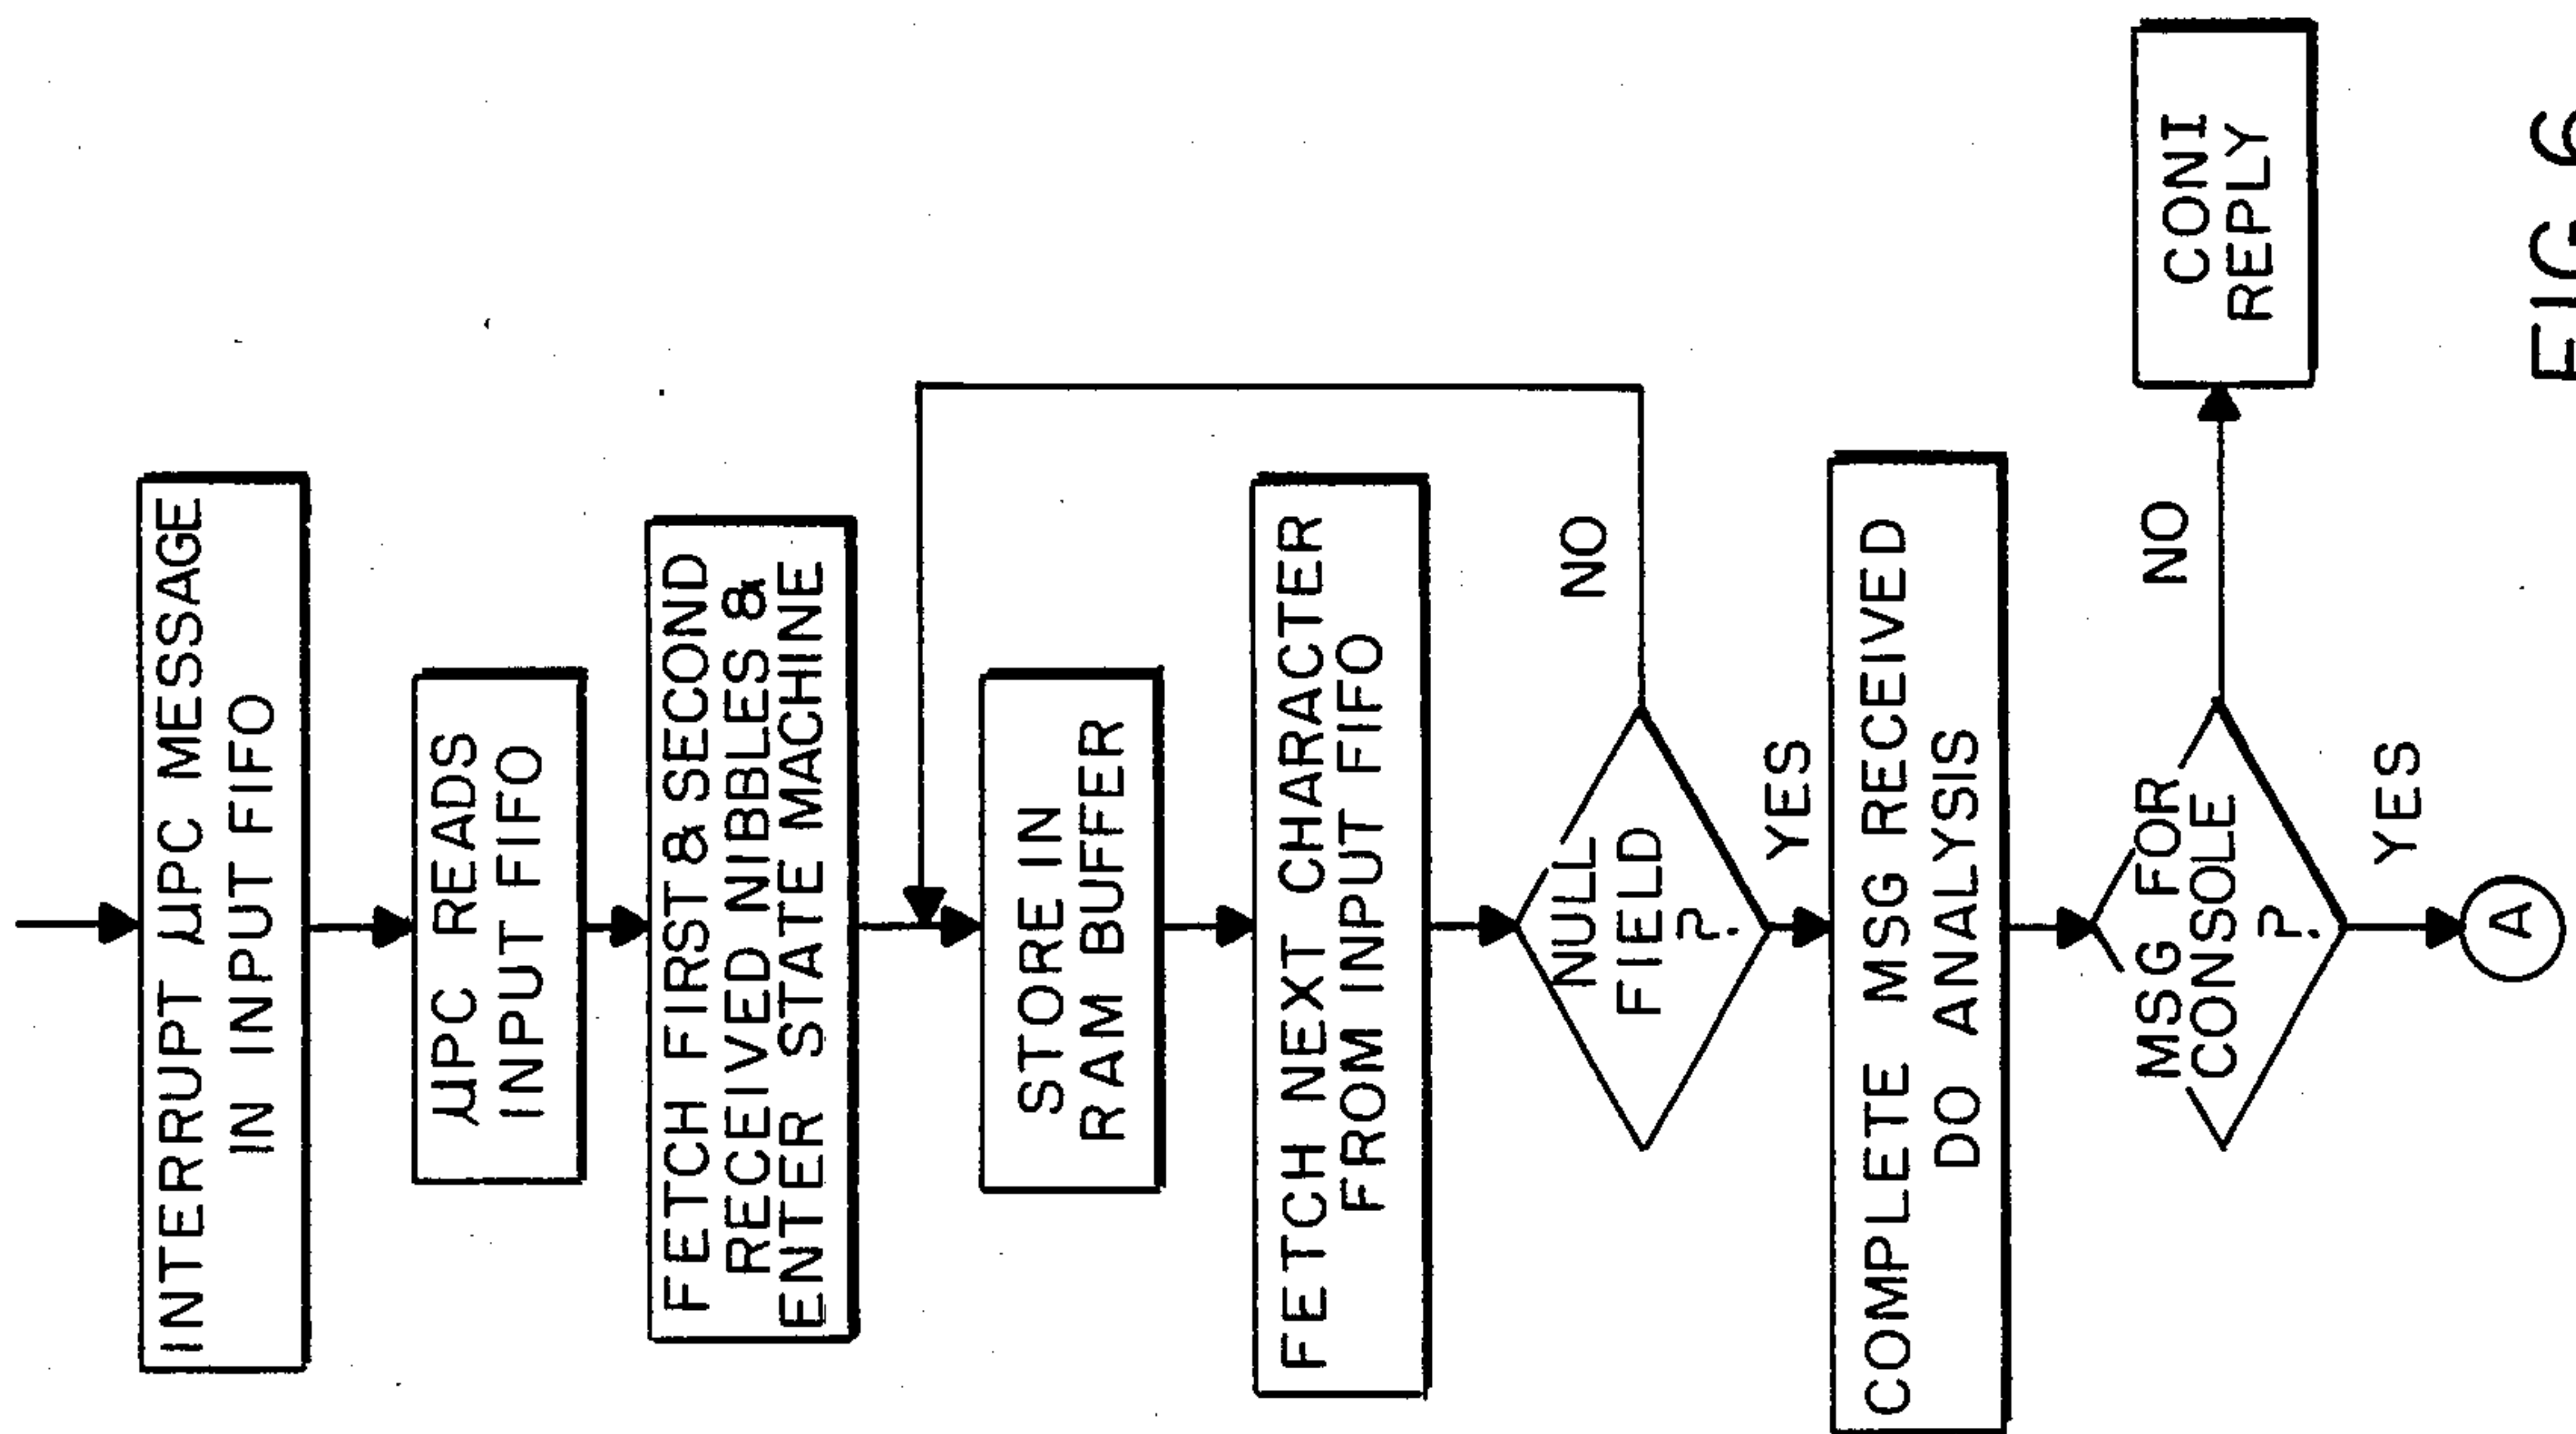 INTERRUPT μPC MESSAGE
IN INPUT FIFO
μPC READS
INPUT FIFO
FETCH FIRST & SECOND
RECEIVED NIBBLES &
ENTER STATE MACHINE
STORE IN
RAM BUFFER
FETCH NEXT CHARACTER
FROM INPUT FIFO
NULL
FIELD
?
NO
YES
COMPLETE MSG RECEIVED
DO ANALYSIS
MSG FOR
CONSOLE
?
NO
CONI
REPLY
YES
A
FIG 6